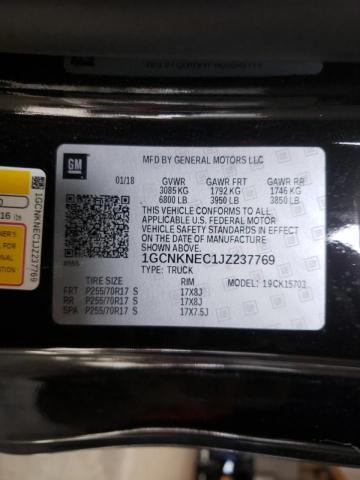 GM
MFD BY GENERAL MOTORS LLC
01/18 GVWR GAWR FRT GAWR RR
3085 KG 1792 KG 1746 KG
6800 LB 3950 LB 3850 LB
THIS VEHICLE CONFORMS TO ALL
APPLICABLE U.S. FEDERAL MOTOR
VEHICLE SAFETY STANDARDS IN EFFECT
ON THE DATE OF MANUFACTURE
SHOWN ABOVE.
1GCNKNEC1JZ237769
TYPE: TRUCK
TIRE SIZE RIM 19CK15703
FRT P255/70R17 S 17X8J
RR P255/70R17 S 17X8J
SPA P255/70R17 S 17X7.5J
1GCNKNEC1JZ237769